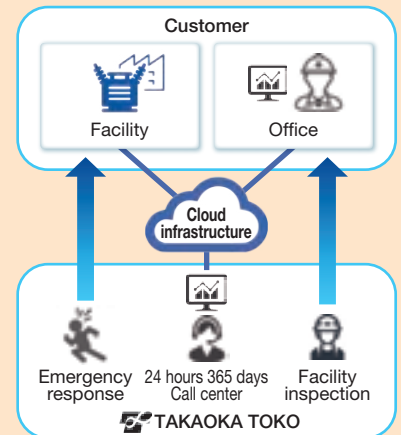 Customer
Facility
Office
Cloud
infrastructure
Emergency
response
24 hours 365 days
Call center
Facility
inspection
TAKAOKA TOKO